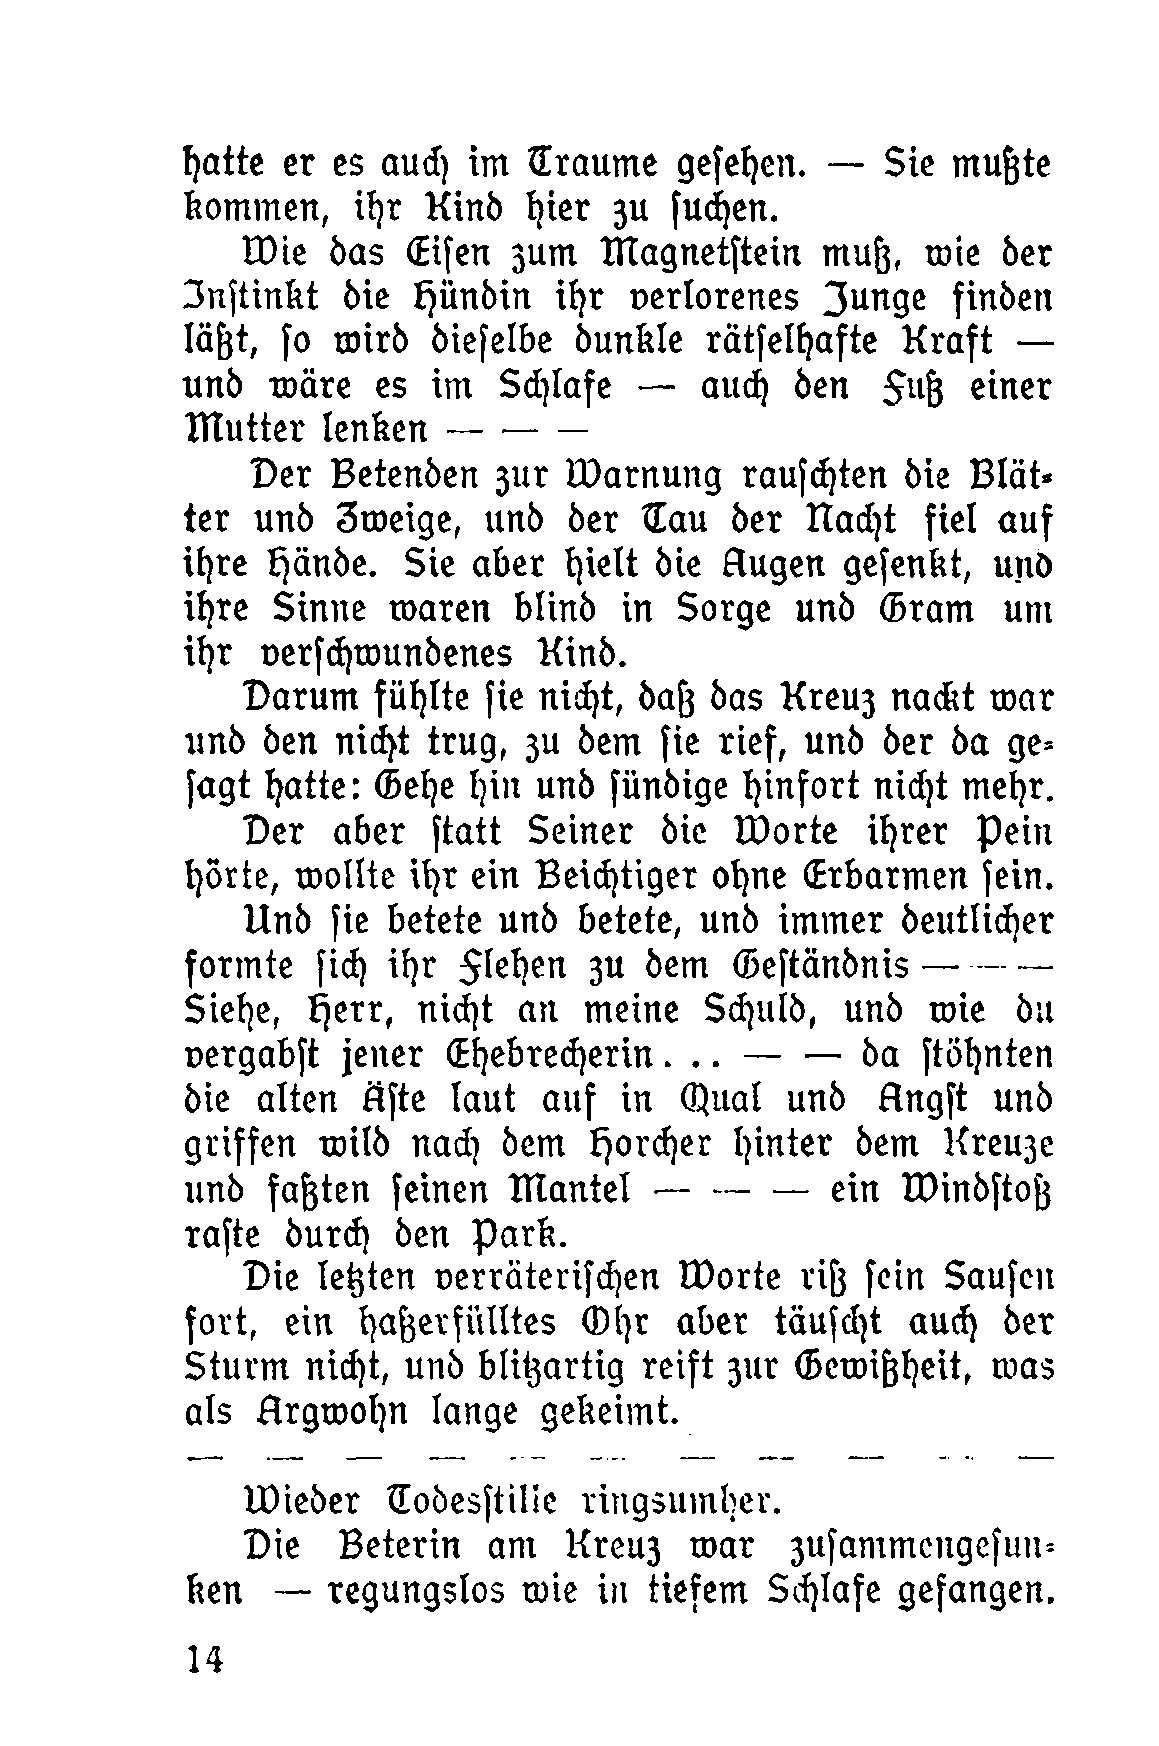 hatte er es auch im Traume gesehen. — Sie mußte
kommen, ihr Kind hier zu suchen.
Wie das Eisen zum Magnetstein muß, wie der
Instinkt die Hündin ihr verlorenes Junge finden
läßt, so wird dieselbe dunkle rätselhafte Kraft —
und wäre es im Schlafe — auch den Fuß einer
Mutter lenken — — —
Der Betenden zur Warnung rauschten die Blät-
ter und Zweige, und der Tau der Nacht fiel auf
ihre Hände. Sie aber hielt die Augen gesenkt, und
ihre Sinne waren blind in Sorge und Gram um
ihr verschwundenes Kind.
Darum fühlte sie nicht, daß das Kreuz nackt war
und den nicht trug, zu dem sie rief, und der da ge-
sagt hatte: Gehe hin und sündige hinfort nicht mehr.
Der aber statt Seiner die Worte ihrer Pein
hörte, wollte ihr ein Beichtiger ohne Erbarmen sein.
Und sie betete und betete, und immer deutlicher
formte sich ihr Flehen zu dem Geständnis — — —
Siehe, Herr, nicht an meine Schuld, und wie du
vergabst jener Ehebrecherin... — — da stöhnten
die alten Äste laut auf in Qual und Angst und
griffen wild nach dem Horcher hinter dem Kreuze
und faßten seinen Mantel — — — ein Windstoß
raste durch den Park.
Die letzten verräterischen Worte riß sein Sausen
fort, ein haßerfülltes Ohr aber täuscht auch der
Sturm nicht, und blitzartig reift zur Gewißheit, was
als Argwohn lange gekeimt.
— — — — — — — — — — —
Wieder Todesstille ringsumher.
Die Beterin am Kreuz war zusammengesun-
ken — regungslos wie in tiefem Schlafe gefangen.
14